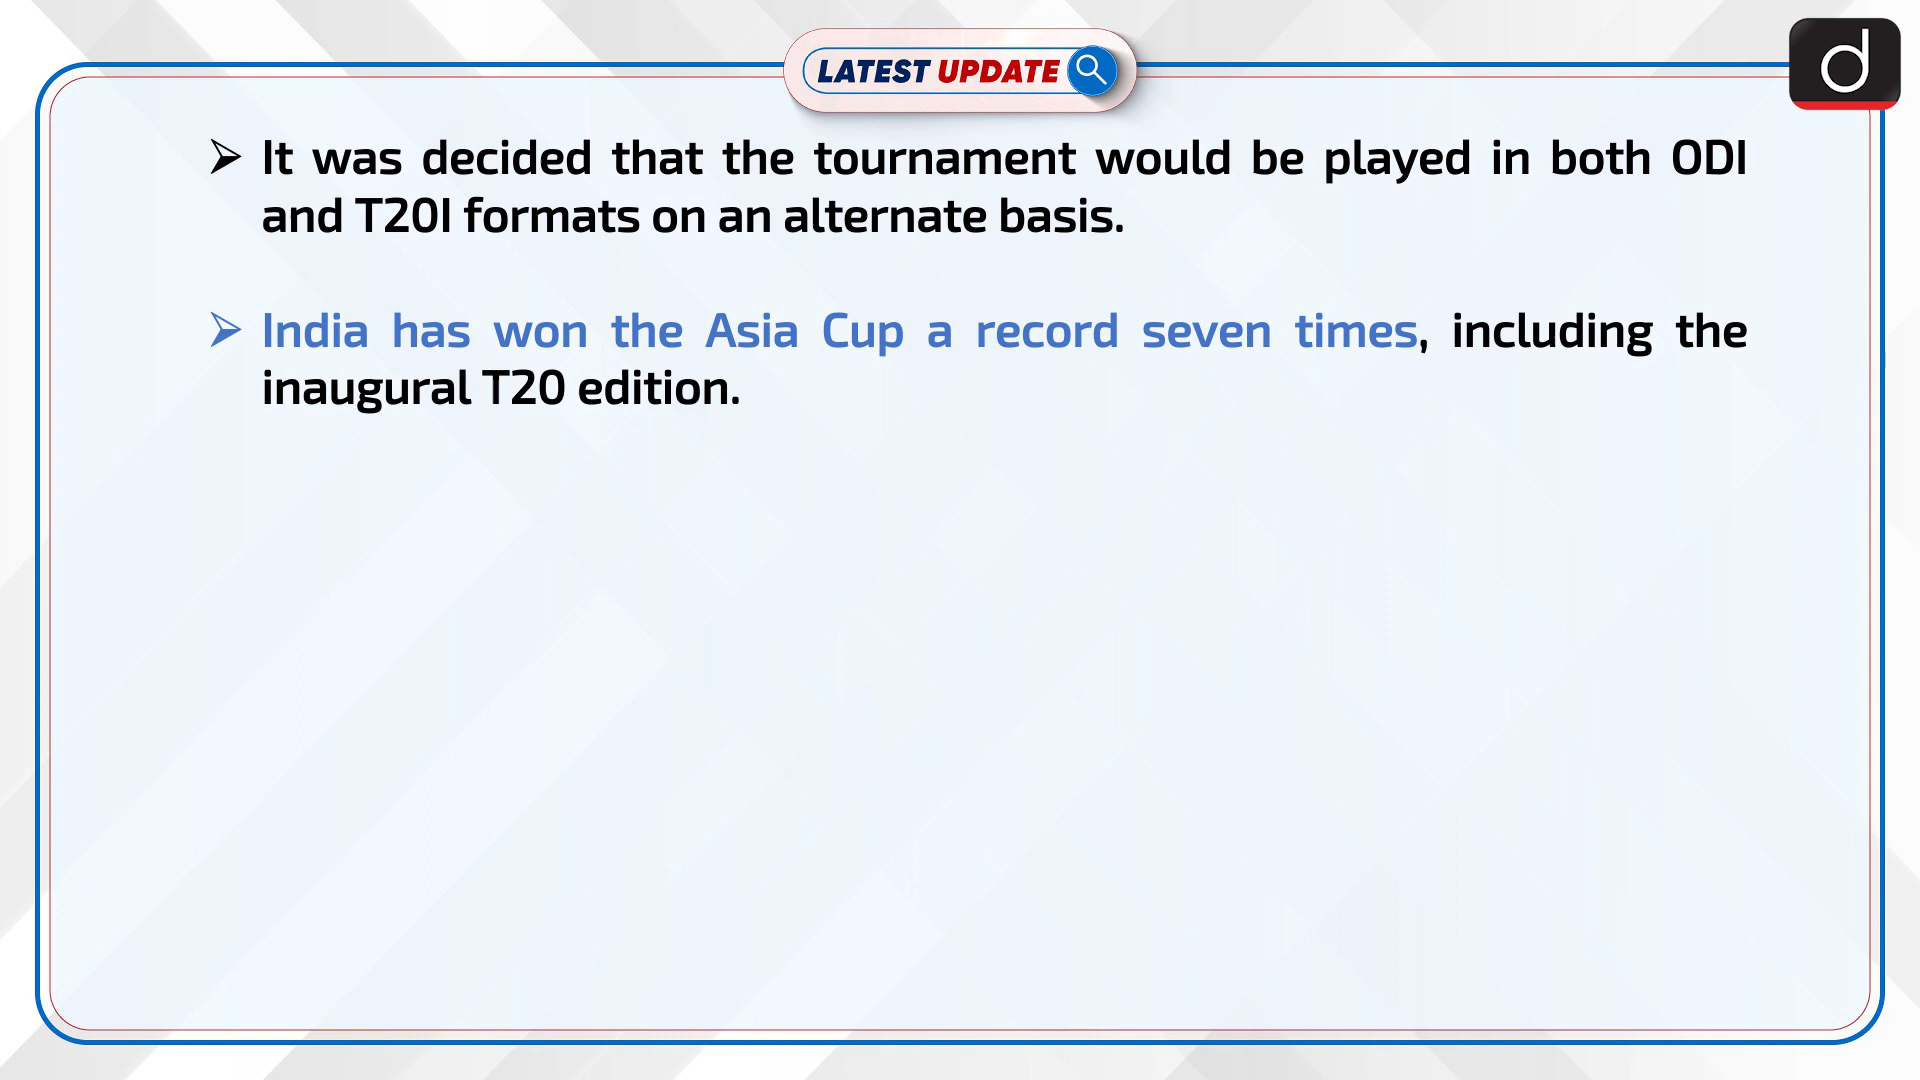 LATEST UPDATE
d
➢ It was decided that the tournament would be played in both ODI
and T20I formats on an alternate basis.
➢ India has won the Asia Cup a record seven times, including the
inaugural T20 edition.